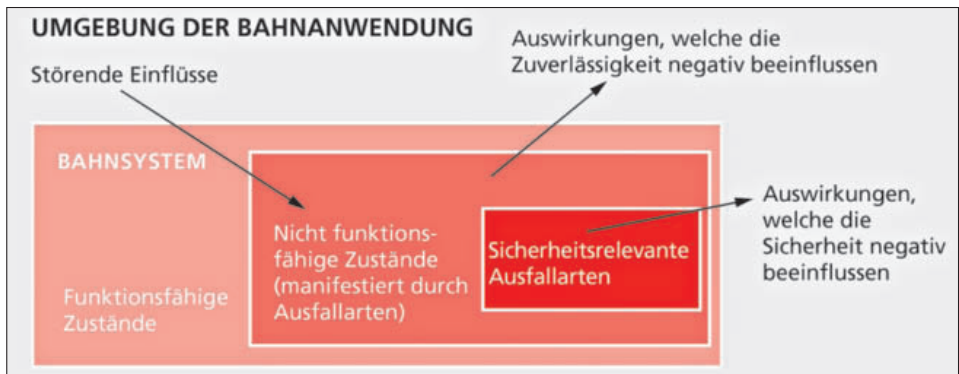 UMGEBUNG DER BAHNANWENDUNG
Störende Einflüsse
Auswirkungen, welche die
Zuverlässigkeit negativ beeinflussen
BAHNSYSTEM
Nicht funktions-
fähige Zustände
(manifestiert durch
Ausfallarten)
Sicherheitsrelevante
Ausfallarten
Auswirkungen,
welche die
Sicherheit negativ
beeinflussen
Funktionsfähige
Zustände